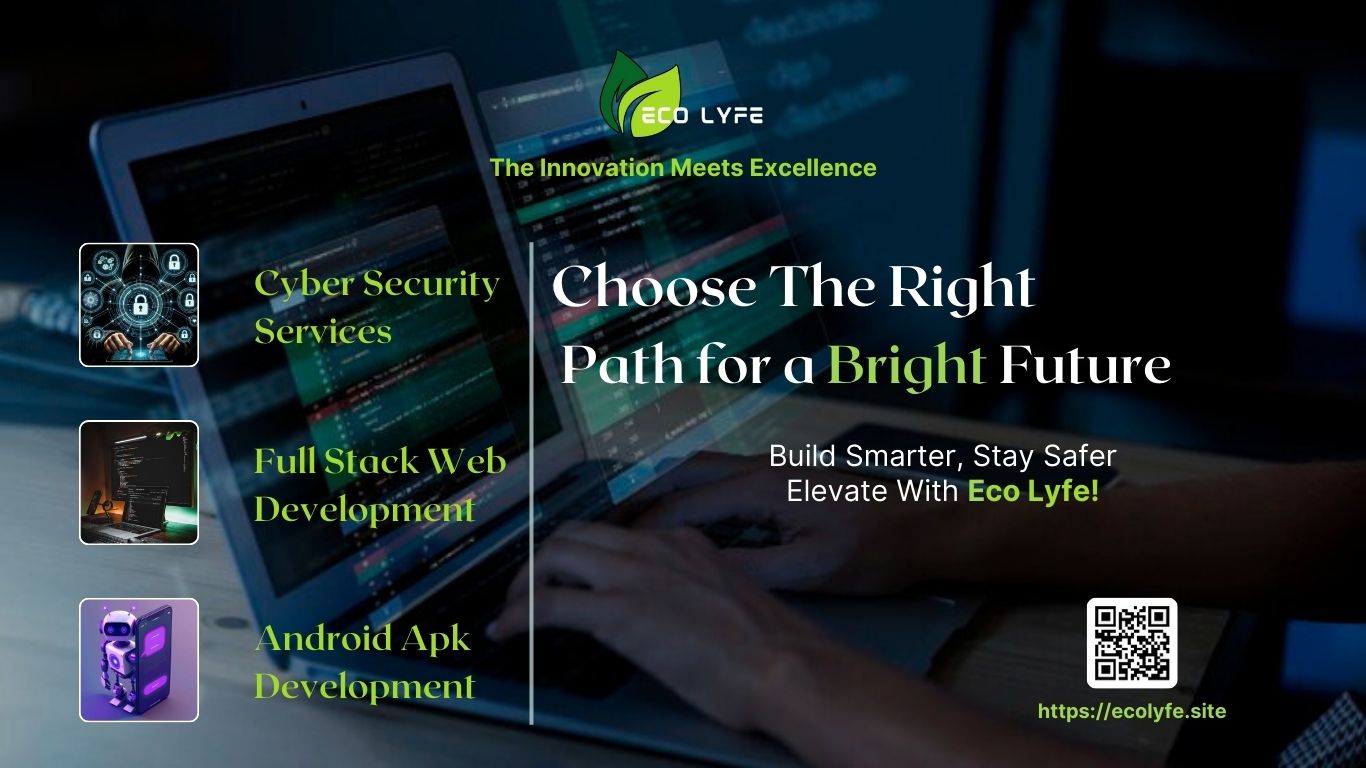 ECO LYFE
The Innovation Meets Excellence
Cyber Security
Services
Full Stack Web
Development
Android Apk
Development
Choose The Right
Path for a Bright Future
Build Smarter, Stay Safer
Elevate With Eco Lyfe!
https://ecolyfe.site